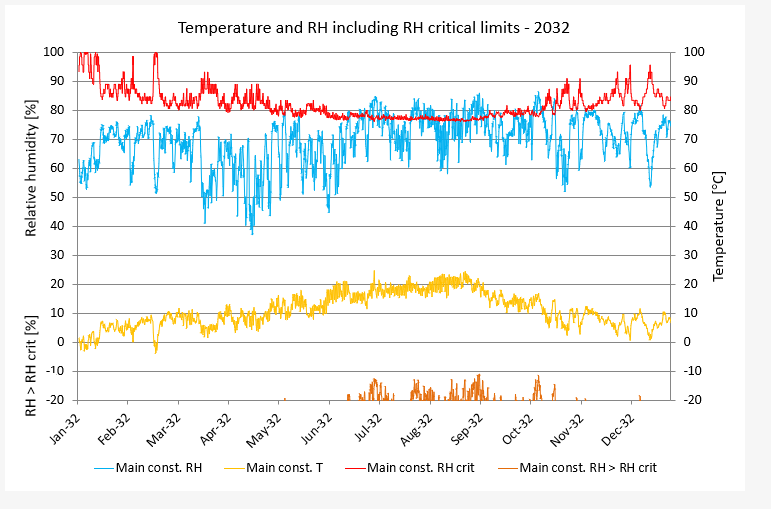 Temperature and RH including RH critical limits - 2032
Relative humidity [%]
RH > RH crit [%]
100
90
80
70
60
50
40
30
20
10
0
-10
-20
100
90
80
70
60
50
40
30
20
10
0
-10
-20
Temperature [°C]
Jan-32
Feb-32
Mar-32
Apr-32
May-32
Jun-32
Jul-32
Aug-32
Sep-32
Oct-32
Nov-32
Dec-32
Main const. RH
Main const. T
Main const. RH crit
Main const. RH > RH crit